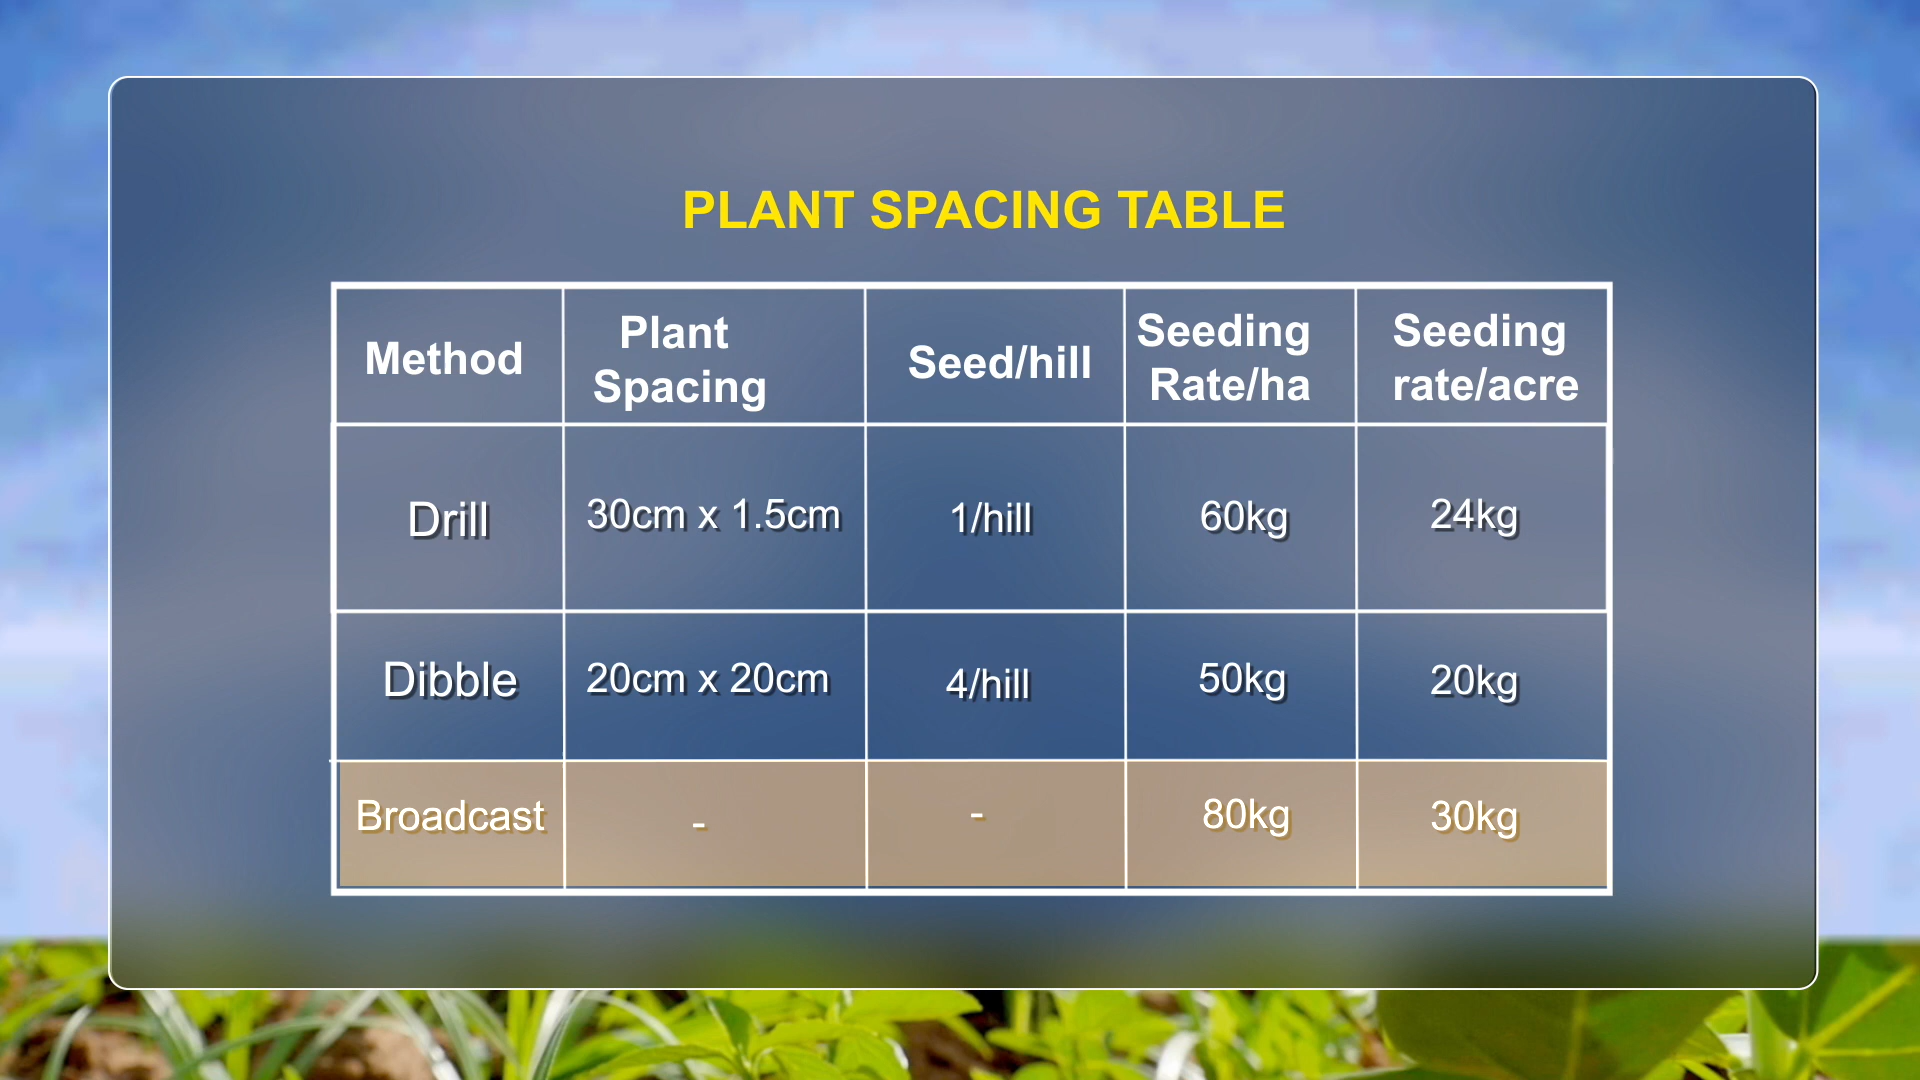 PLANT SPACING TABLE
Method Plant Spacing Seed/hill Seeding Rate/ha Seeding rate/acre
Drill 30cm x 1.5cm 1/hill 60kg 24kg
Dibble 20cm x 20cm 4/hill 50kg 20kg
Broadcast - - 80kg 30kg